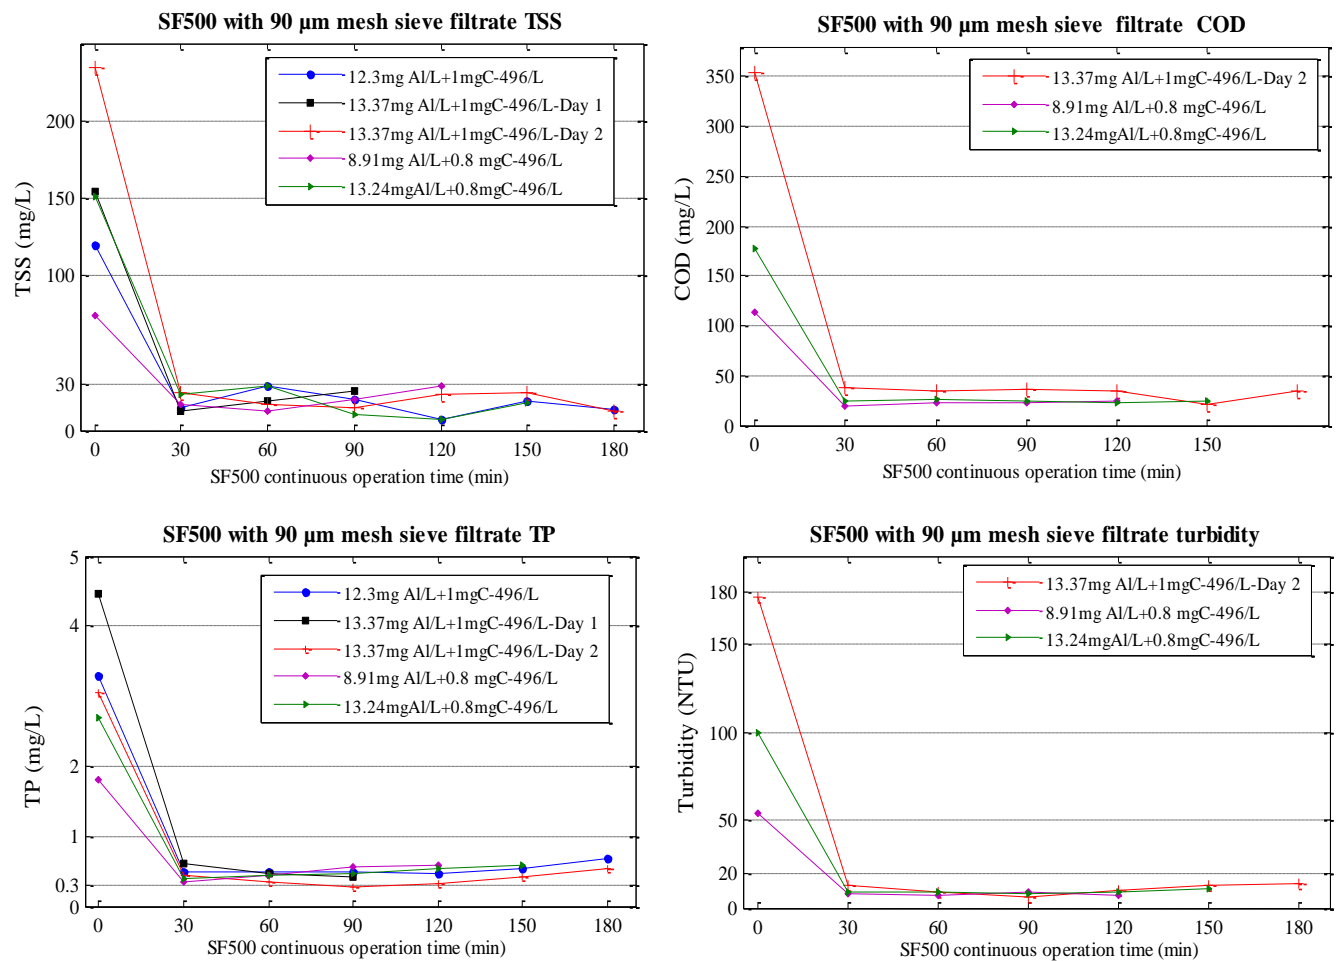 SF500 with 90 µm mesh sieve filtrate TSS
12.3mg Al/L+1mgC-496/L
13.37mg Al/L+1mgC-496/L-Day 1
13.37mg Al/L+1mgC-496/L-Day 2
8.91mg Al/L+0.8 mgC-496/L
13.24mgAl/L+0.8mgC-496/L
TSS (mg/L)
200
150
100
30
0
0 30 60 90 120 150 180
SF500 continuous operation time (min)
SF500 with 90 µm mesh sieve filtrate COD
13.37mg Al/L+1mgC-496/L-Day 2
8.91mg Al/L+0.8 mgC-496/L
13.24mgAl/L+0.8mgC-496/L
COD (mg/L)
350
300
250
200
150
100
50
0
0 30 60 90 120 150
SF500 continuous operation time (min)
SF500 with 90 µm mesh sieve filtrate TP
12.3mg Al/L+1mgC-496/L
13.37mg Al/L+1mgC-496/L-Day 1
13.37mg Al/L+1mgC-496/L-Day 2
8.91mg Al/L+0.8 mgC-496/L
13.24mgAl/L+0.8mgC-496/L
TP (mg/L)
5
4
2
1
0.3
0
0 30 60 90 120 150 180
SF500 continuous operation time (min)
SF500 with 90 µm mesh sieve filtrate turbidity
13.37mg Al/L+1mgC-496/L-Day 2
8.91mg Al/L+0.8 mgC-496/L
13.24mgAl/L+0.8mgC-496/L
Turbidity (NTU)
180
150
100
50
20
0
0 30 60 90 120 150 180
SF500 continuous operation time (min)